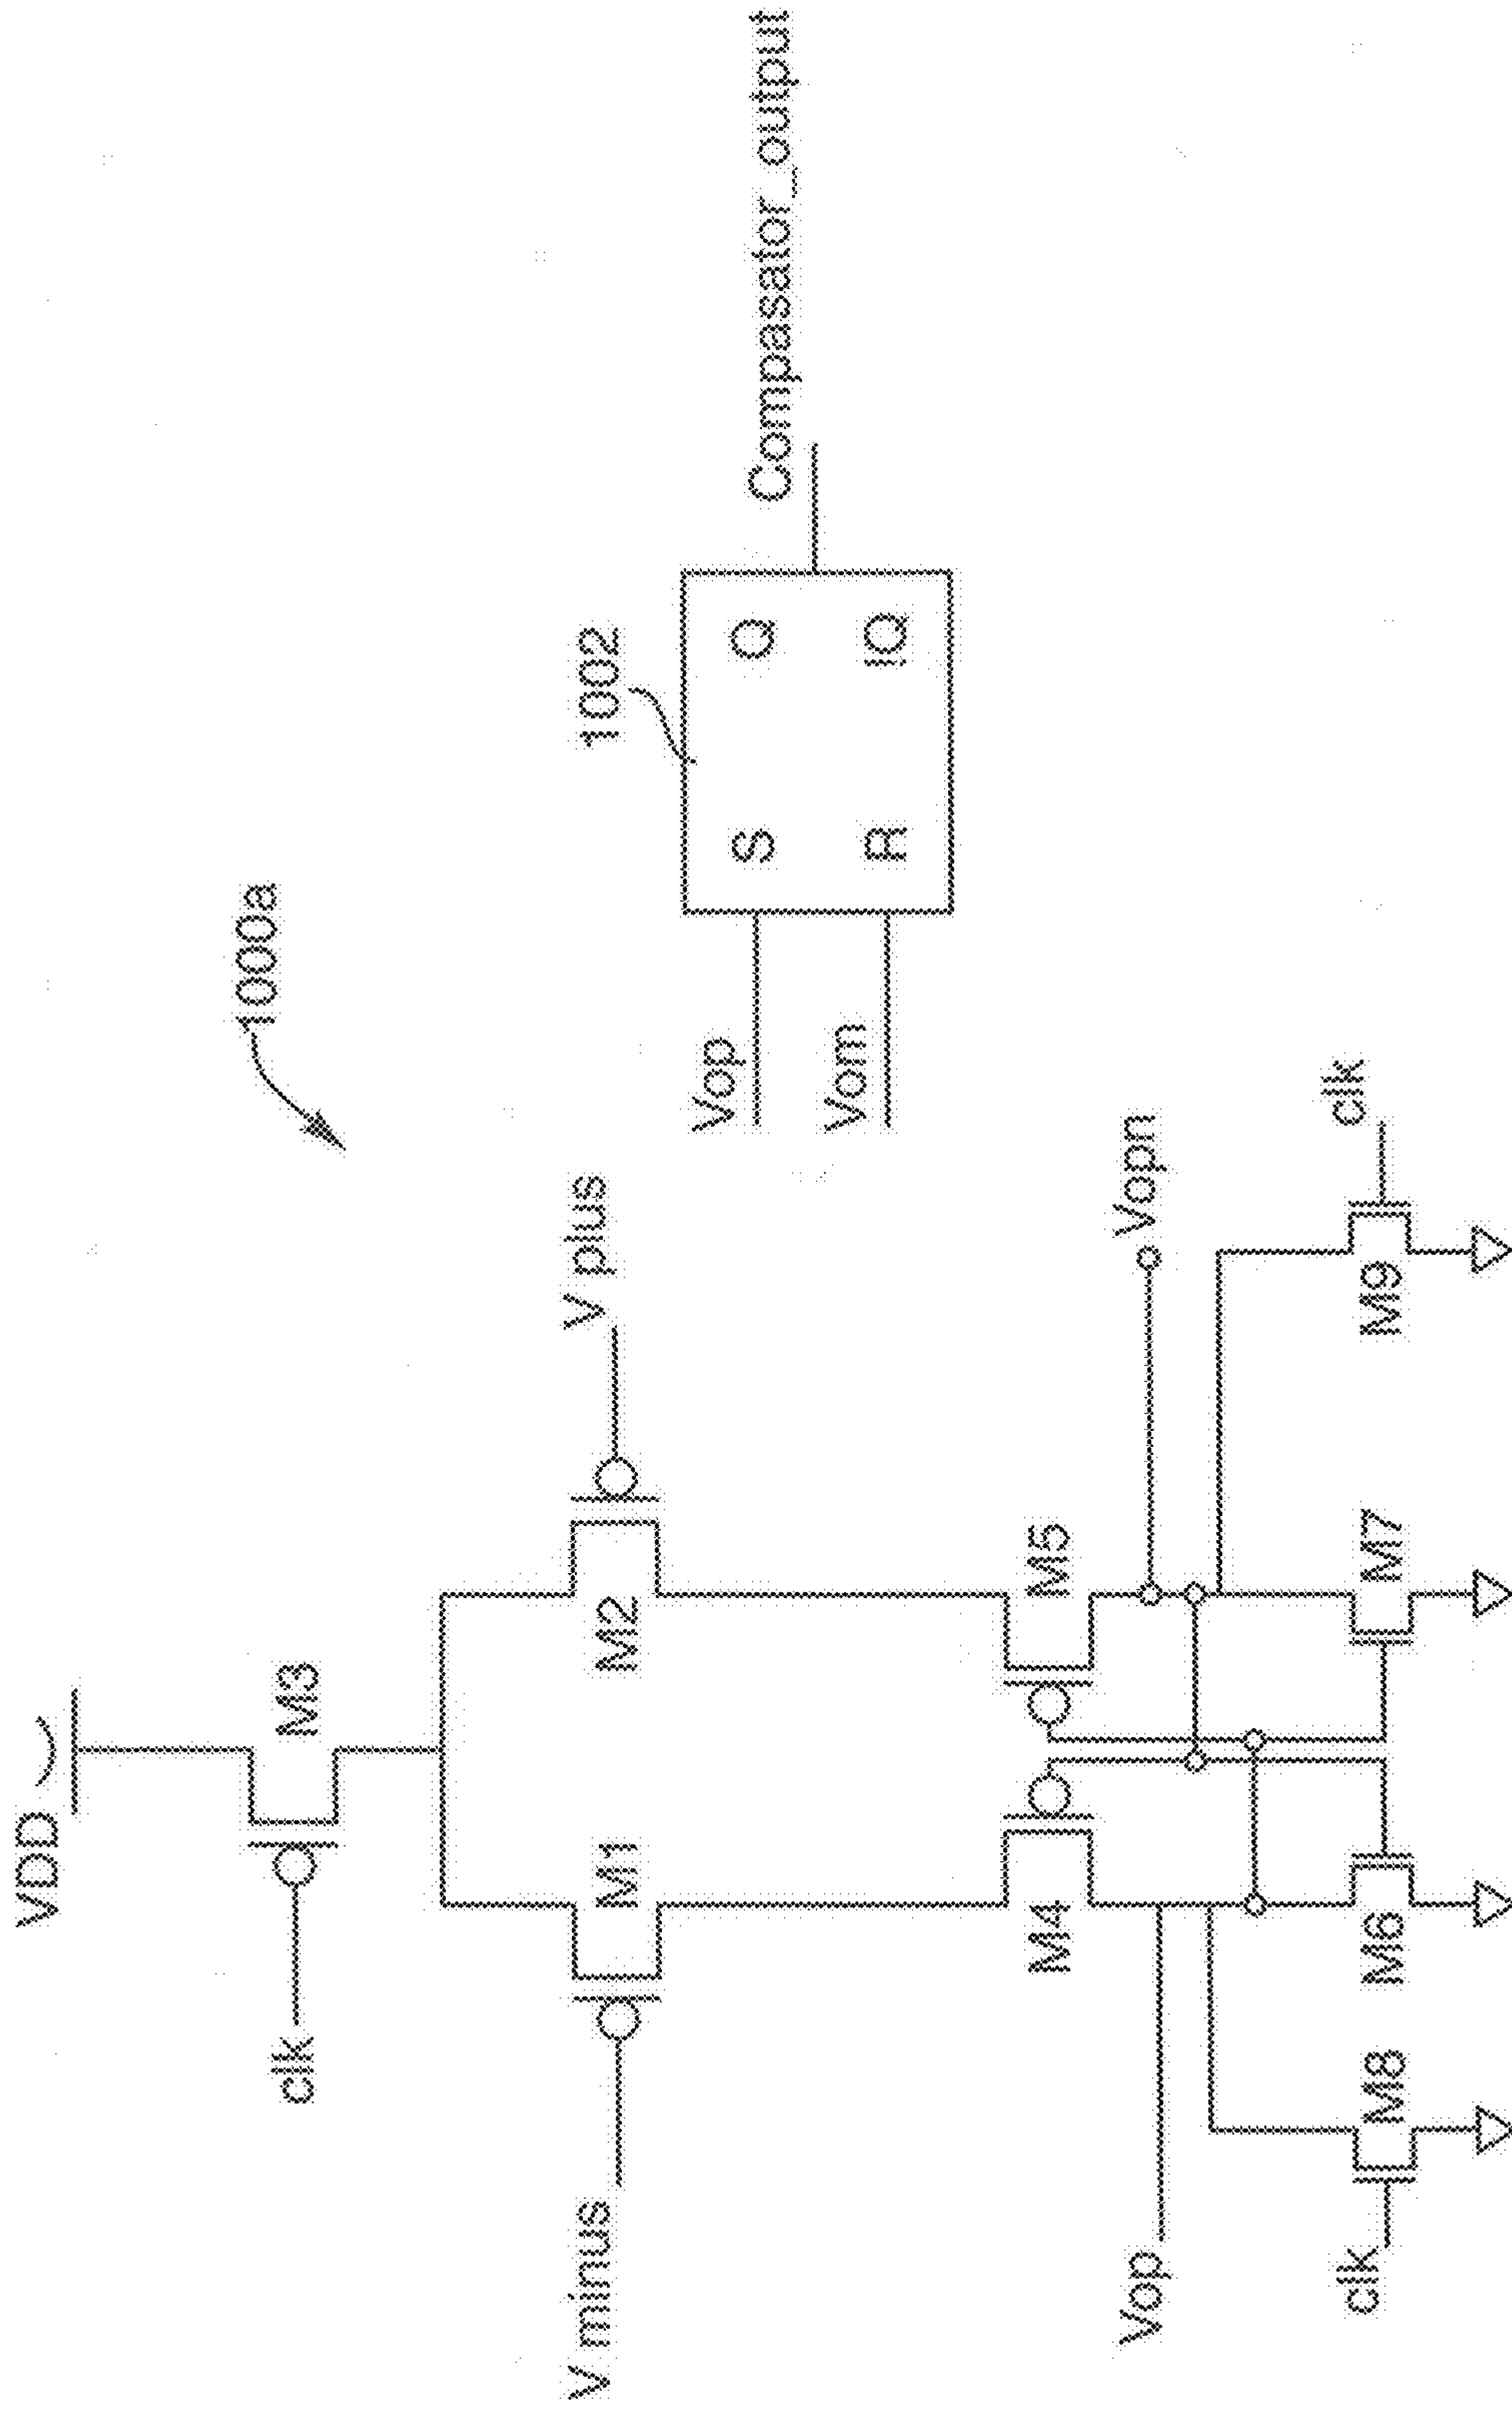 1000a
VDD
clk
M3
V minus
M1
M2
V plus
Vop
M4
M5
Vopn
clk
M8
M6
M7
M9
clk
1002
Vop
S
Q
Compasator_output
Vom
R
!Q